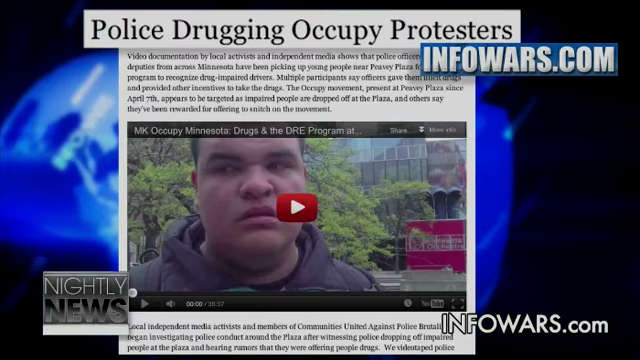 Police Drugging Occupy Protesters
Video documentation by local activists and independent media shows that police officers
INFOWARS.COM
deputies from across Minnesota have been picking up young people near Peavey Plaza
program to recognize drug-impaired drivers. Multiple participants say officers gave them illicit drugs
and provided other incentives to take the drugs. The Occupy movement, present at Peavey Plaza since
April 7th, appears to be targeted as impaired people are dropped off at the Plaza, and others say
they've been rewarded for offering to snitch on the movement.
MK Occupy Minnesota: Drugs & the DRE Program at...
Share...
More info
00:00 / 35:37
You Tube
NIGHTLY
NEWS
Local independent media activists and members of Communities United Against Police
began investigating police conduct around the Plaza after witnessing police dropping off impaired
people at the plaza and hearing rumors that they were offering people drugs. We videotaped police
INFOWARS.com